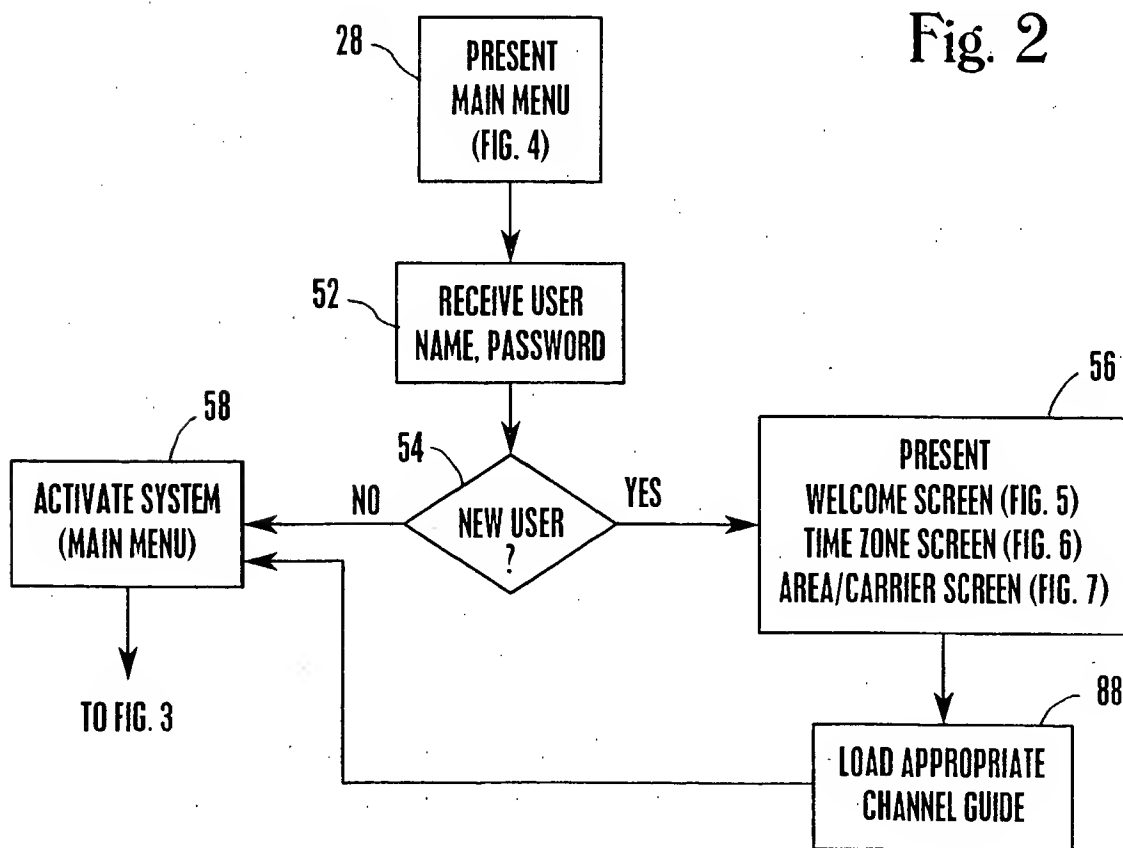 Fig. 2
28
PRESENT
MAIN MENU
(FIG. 4)
52
RECEIVE USER
NAME, PASSWORD
58
ACTIVATE SYSTEM
(MAIN MENU)
54
NO
NEW USER
?
YES
56
PRESENT
WELCOME SCREEN (FIG. 5)
TIME ZONE SCREEN (FIG. 6)
AREA/CARRIER SCREEN (FIG. 7)
TO FIG. 3
88
LOAD APPROPRIATE
CHANNEL GUIDE